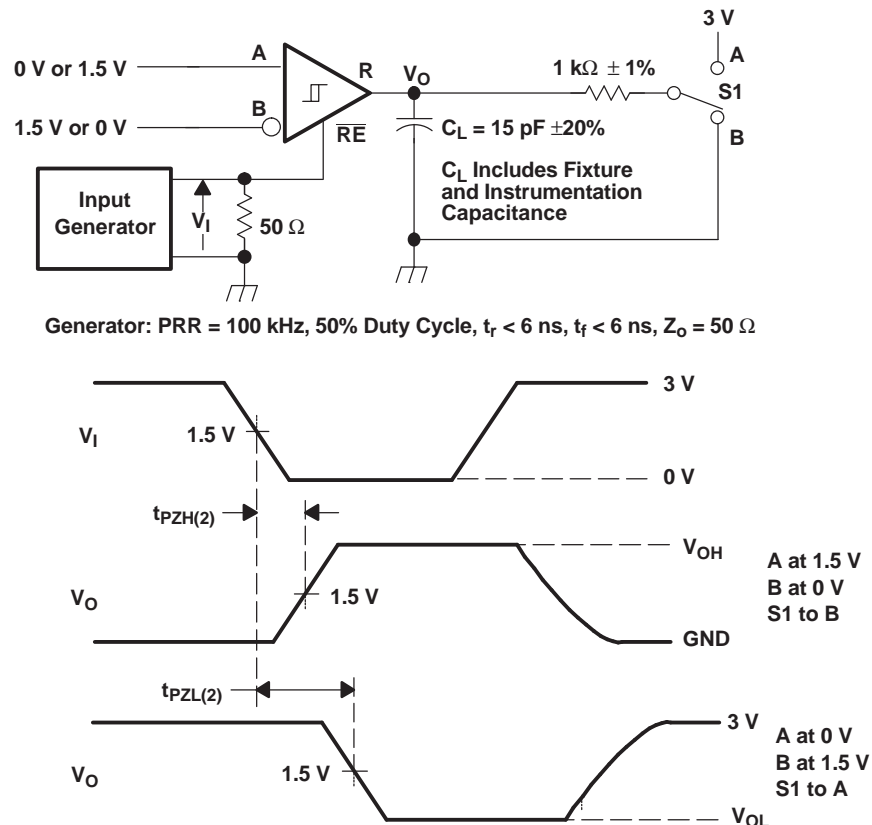 3 V
A
0 V or 1.5 V
A
R
V_O
1 kΩ ± 1%
S1
B
1.5 V or 0 V
B
R̅E̅
C_L = 15 pF ±20%
C_L Includes Fixture
and Instrumentation
Capacitance
Input
Generator
V_I
50 Ω
Generator: PRR = 100 kHz, 50% Duty Cycle, t_r < 6 ns, t_f < 6 ns, Z_o = 50 Ω
3 V
V_I
1.5 V
0 V
t_PZH(2)
V_OH
A at 1.5 V
B at 0 V
S1 to B
V_O
1.5 V
GND
t_PZL(2)
3 V
A at 0 V
B at 1.5 V
S1 to A
V_O
1.5 V
V_OL